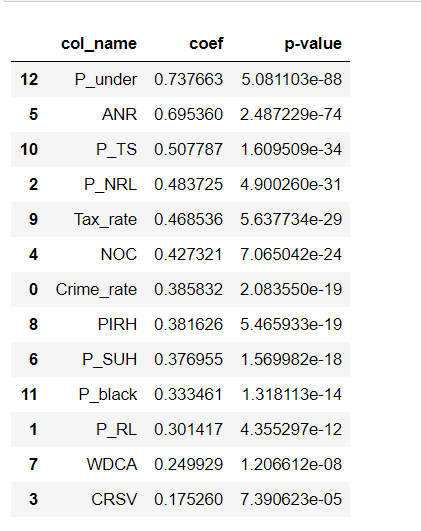 col_name coef p-value
12 P_under 0.737663 5.081103e-88
5 ANR 0.695360 2.487229e-74
10 P_TS 0.507787 1.609509e-34
2 P_NRL 0.483725 4.900260e-31
9 Tax_rate 0.468536 5.637734e-29
4 NOC 0.427321 7.065042e-24
0 Crime_rate 0.385832 2.083550e-19
8 PIRH 0.381626 5.465933e-19
6 P_SUH 0.376955 1.569982e-18
11 P_black 0.333461 1.318113e-14
1 P_RL 0.301417 4.355297e-12
7 WDCA 0.249929 1.206612e-08
3 CRSV 0.175260 7.390623e-05